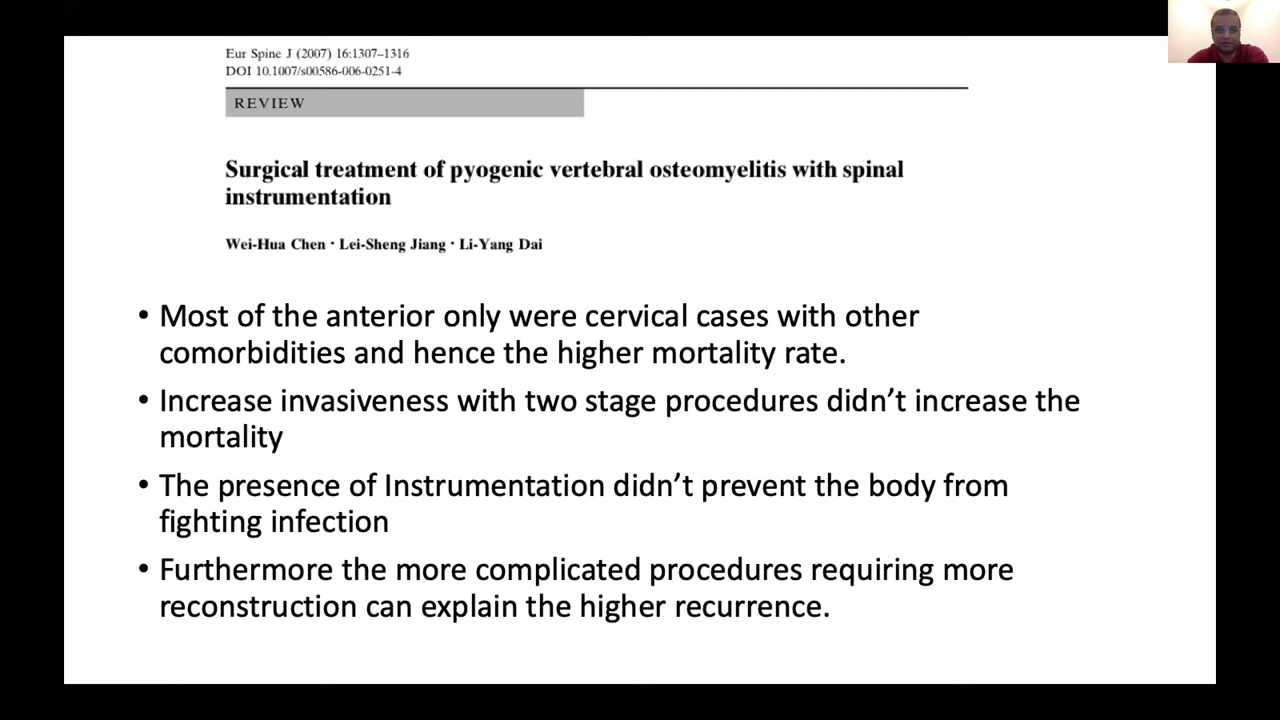 Eur Spine J (2007) 16:1307–1316
DOI 10.1007/s00586-006-0251-4
REVIEW
Surgical treatment of pyogenic vertebral osteomyelitis with spinal
instrumentation
Wei-Hua Chen · Lei-Sheng Jiang · Li-Yang Dai
• Most of the anterior only were cervical cases with other
comorbidities and hence the higher mortality rate.
• Increase invasiveness with two stage procedures didn’t increase the
mortality
• The presence of Instrumentation didn’t prevent the body from
fighting infection
• Furthermore the more complicated procedures requiring more
reconstruction can explain the higher recurrence.